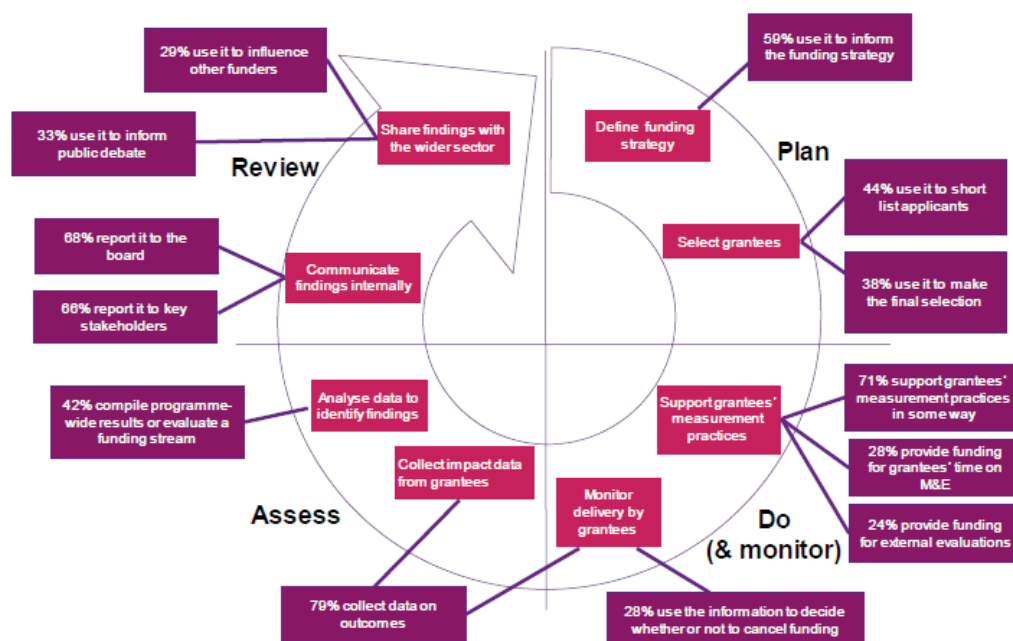 29% use it to influence
other funders
59% use it to inform
the funding strategy
33% use it to inform
public debate
Share findings with
the wider sector
Define funding
strategy
Review
Plan
44% use it to short
list applicants
68% report it to the
board
Select grantees
Communicate
findings internally
38% use it to make
the final selection
66% report it to key
stakeholders
42% compile programme-
wide results or evaluate a
funding stream
Analyse data to
identify findings
Support grantees'
measurement
practices
71% support grantees'
measurement practices
in some way
28% provide funding
for grantees' time on
M&E
Collect impact data
from grantees
Monitor
delivery by
grantees
Assess
Do
(& monitor)
24% provide funding
for external evaluations
79% collect data on
outcomes
28% use the information to decide
whether or not to cancel funding